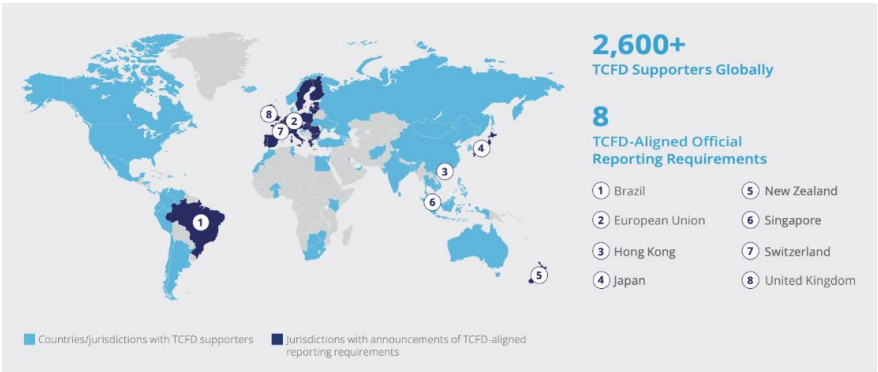 2,600+
TCFD Supporters Globally
8
TCFD-Aligned Official
Reporting Requirements
1 Brazil
2 European Union
3 Hong Kong
4 Japan
5 New Zealand
6 Singapore
7 Switzerland
8 United Kingdom
8
2
7
4
3
6
1
5
Countries/jurisdictions with TCFD supporters
Jurisdictions with announcements of TCFD-aligned
reporting requirements